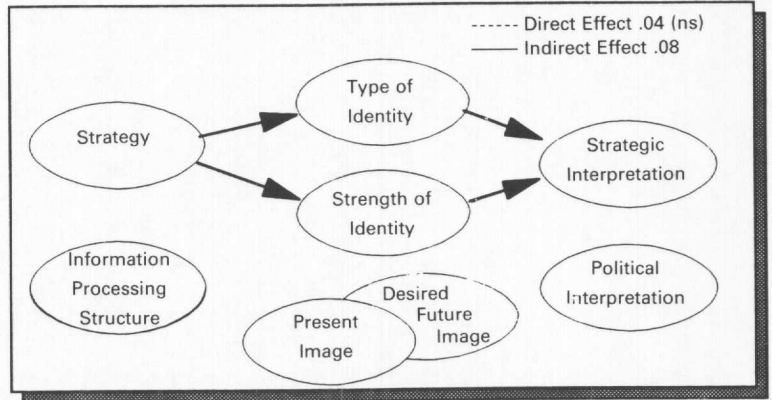 ------ Direct Effect .04 (ns)
—— Indirect Effect .08
Type of
Identity
Strategy
Strategic
Interpretation
Strength of
Identity
Information
Processing
Structure
Political
Interpretation
Desired
Future
Image
Present
Image